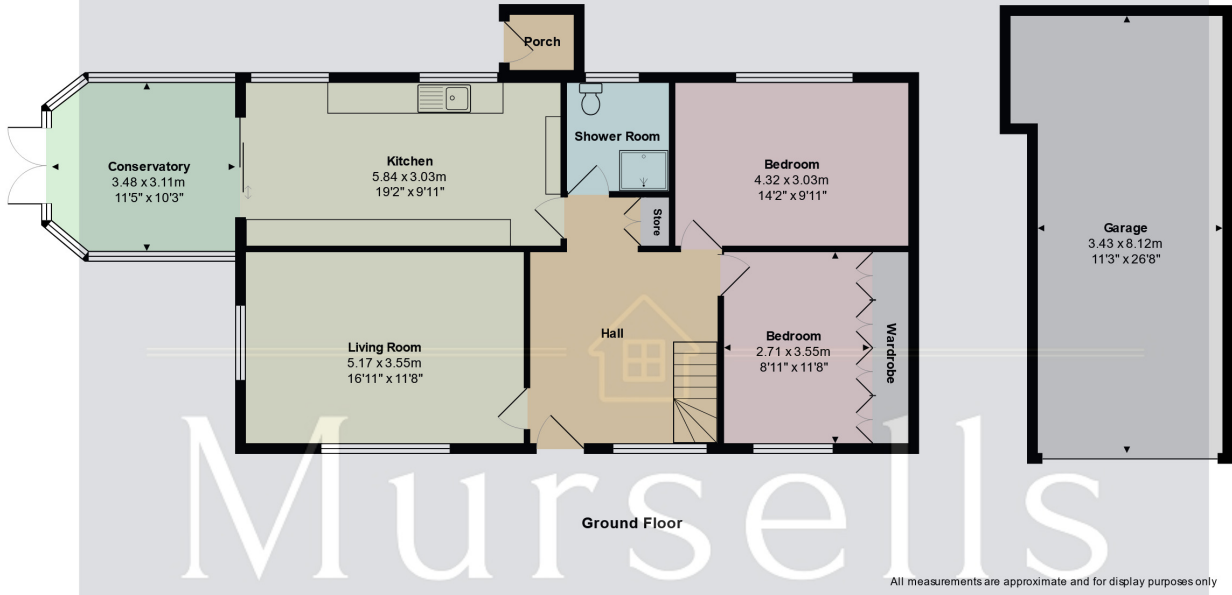 Porch
Conservatory
3.48 x 3.11m
11'5" x 10'3"
Kitchen
5.84 x 3.03m
19'2" x 9'11"
Shower Room
Store
Bedroom
4.32 x 3.03m
14'2" x 9'11"
Garage
3.43 x 8.12m
11'3" x 26'8"
Living Room
5.17 x 3.55m
16'11" x 11'8"
Hall
Bedroom
2.71 x 3.55m
8'11" x 11'8"
Wardrobe
Mursells
Ground Floor
All measurements are approximate and for display purposes only